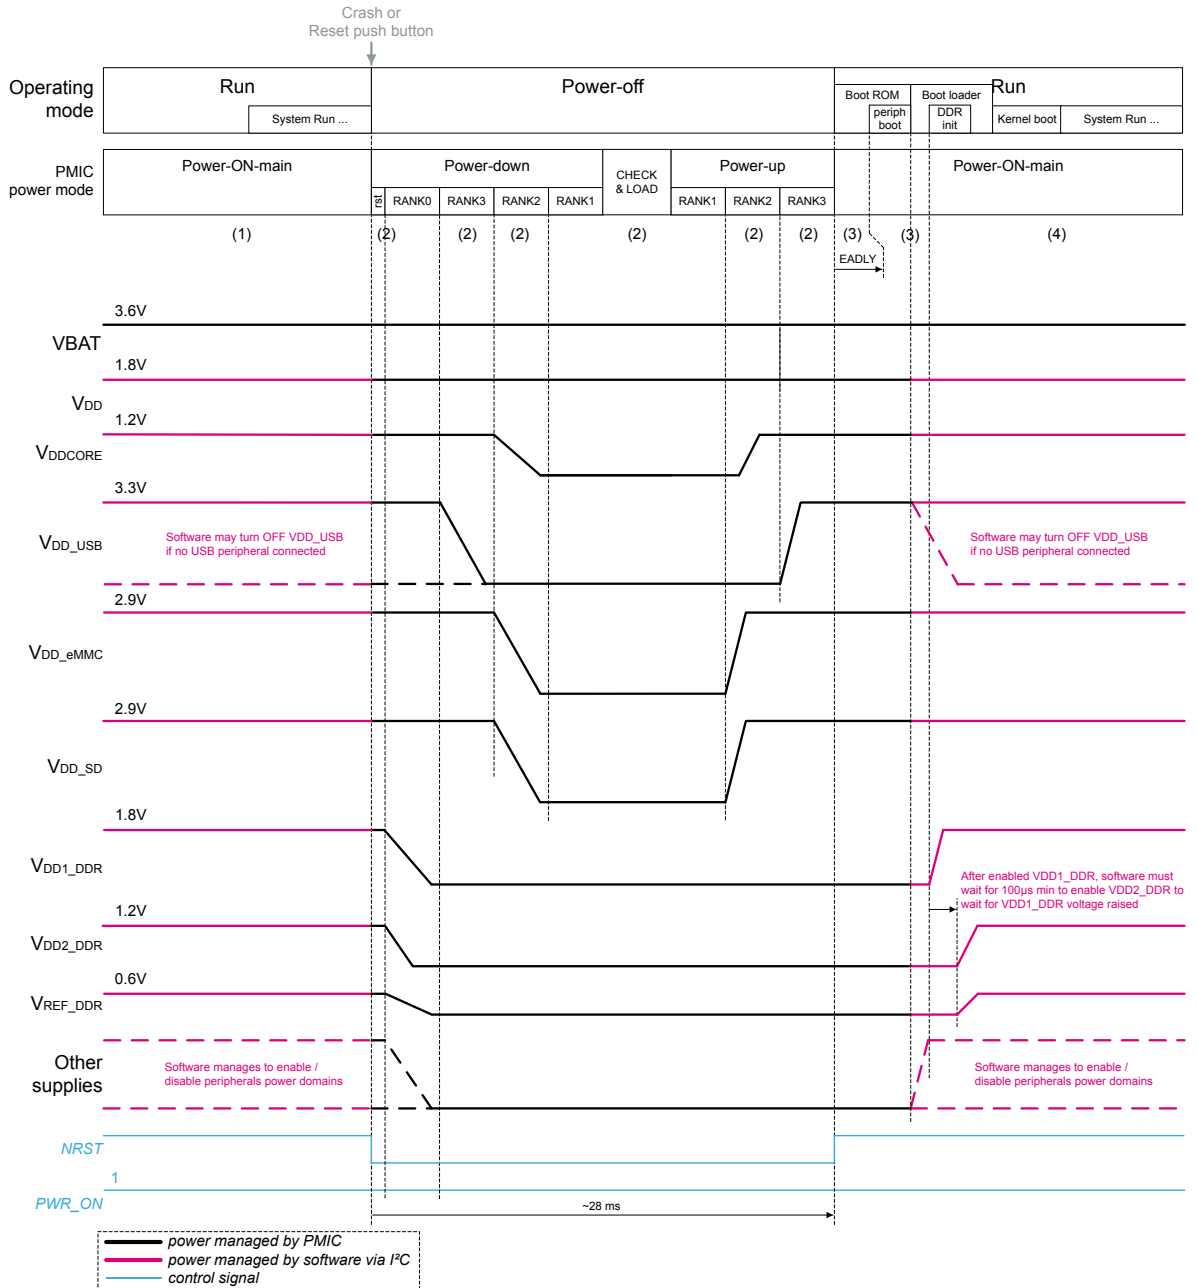 Crash or
Reset push button
Operating
mode
Run
Power-off
Run
System Run ...
Boot ROM
Boot loader
periph
boot
DDR
init
Kernel boot
System Run ...
PMIC
power mode
Power-ON-main
Power-down
CHECK
& LOAD
Power-up
Power-ON-main
rst
RANK0
RANK3
RANK2
RANK1
RANK1
RANK2
RANK3
(1)
(2)
(2)
(2)
(2)
(2)
(2)
(3)
(3)
(4)
EADLY
3.6V
VBAT
1.8V
VDD
1.2V
VDDCORE
3.3V
VDD_USB
Software may turn OFF VDD_USB
if no USB peripheral connected
Software may turn OFF VDD_USB
if no USB peripheral connected
2.9V
VDD_eMMC
2.9V
VDD_SD
1.8V
VDD1_DDR
After enabled VDD1_DDR, software must
wait for 100µs min to enable VDD2_DDR to
wait for VDD1_DDR voltage raised
1.2V
VDD2_DDR
0.6V
VREF_DDR
Other
supplies
Software manages to enable /
disable peripherals power domains
Software manages to enable /
disable peripherals power domains
NRST
1
PWR_ON
~28 ms
power managed by PMIC
power managed by software via I²C
control signal